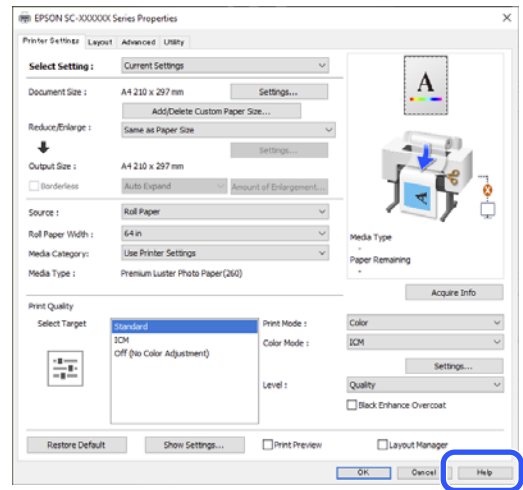 EPSON SC-XXXXXX Series Properties
Printer Settings Layout Advanced Utility
Select Setting : Current Settings
Document Size : A4 210 x 297 mm Settings...
Add/Delete Custom Paper Size...
Reduce/Enlarge : Same as Paper Size
Settings...
Output Size : A4 210 x 297 mm
Borderless Auto Expand Amount of Enlargement...
Source : Roll Paper
Roll Paper Width : 64 in
Media Category: Use Printer Settings
Media Type : Premium Luster Photo Paper(260)
A
A
Media Type
-
Paper Remaining
-
Acquire Info
Print Quality
Select Target
Standard
ICM
Off (No Color Adjustment)
Print Mode : Color
Color Mode : ICM
Settings...
Level : Quality
Black Enhance Overcoat
Restore Default Show Settings... Print Preview Layout Manager
OK Cancel Help